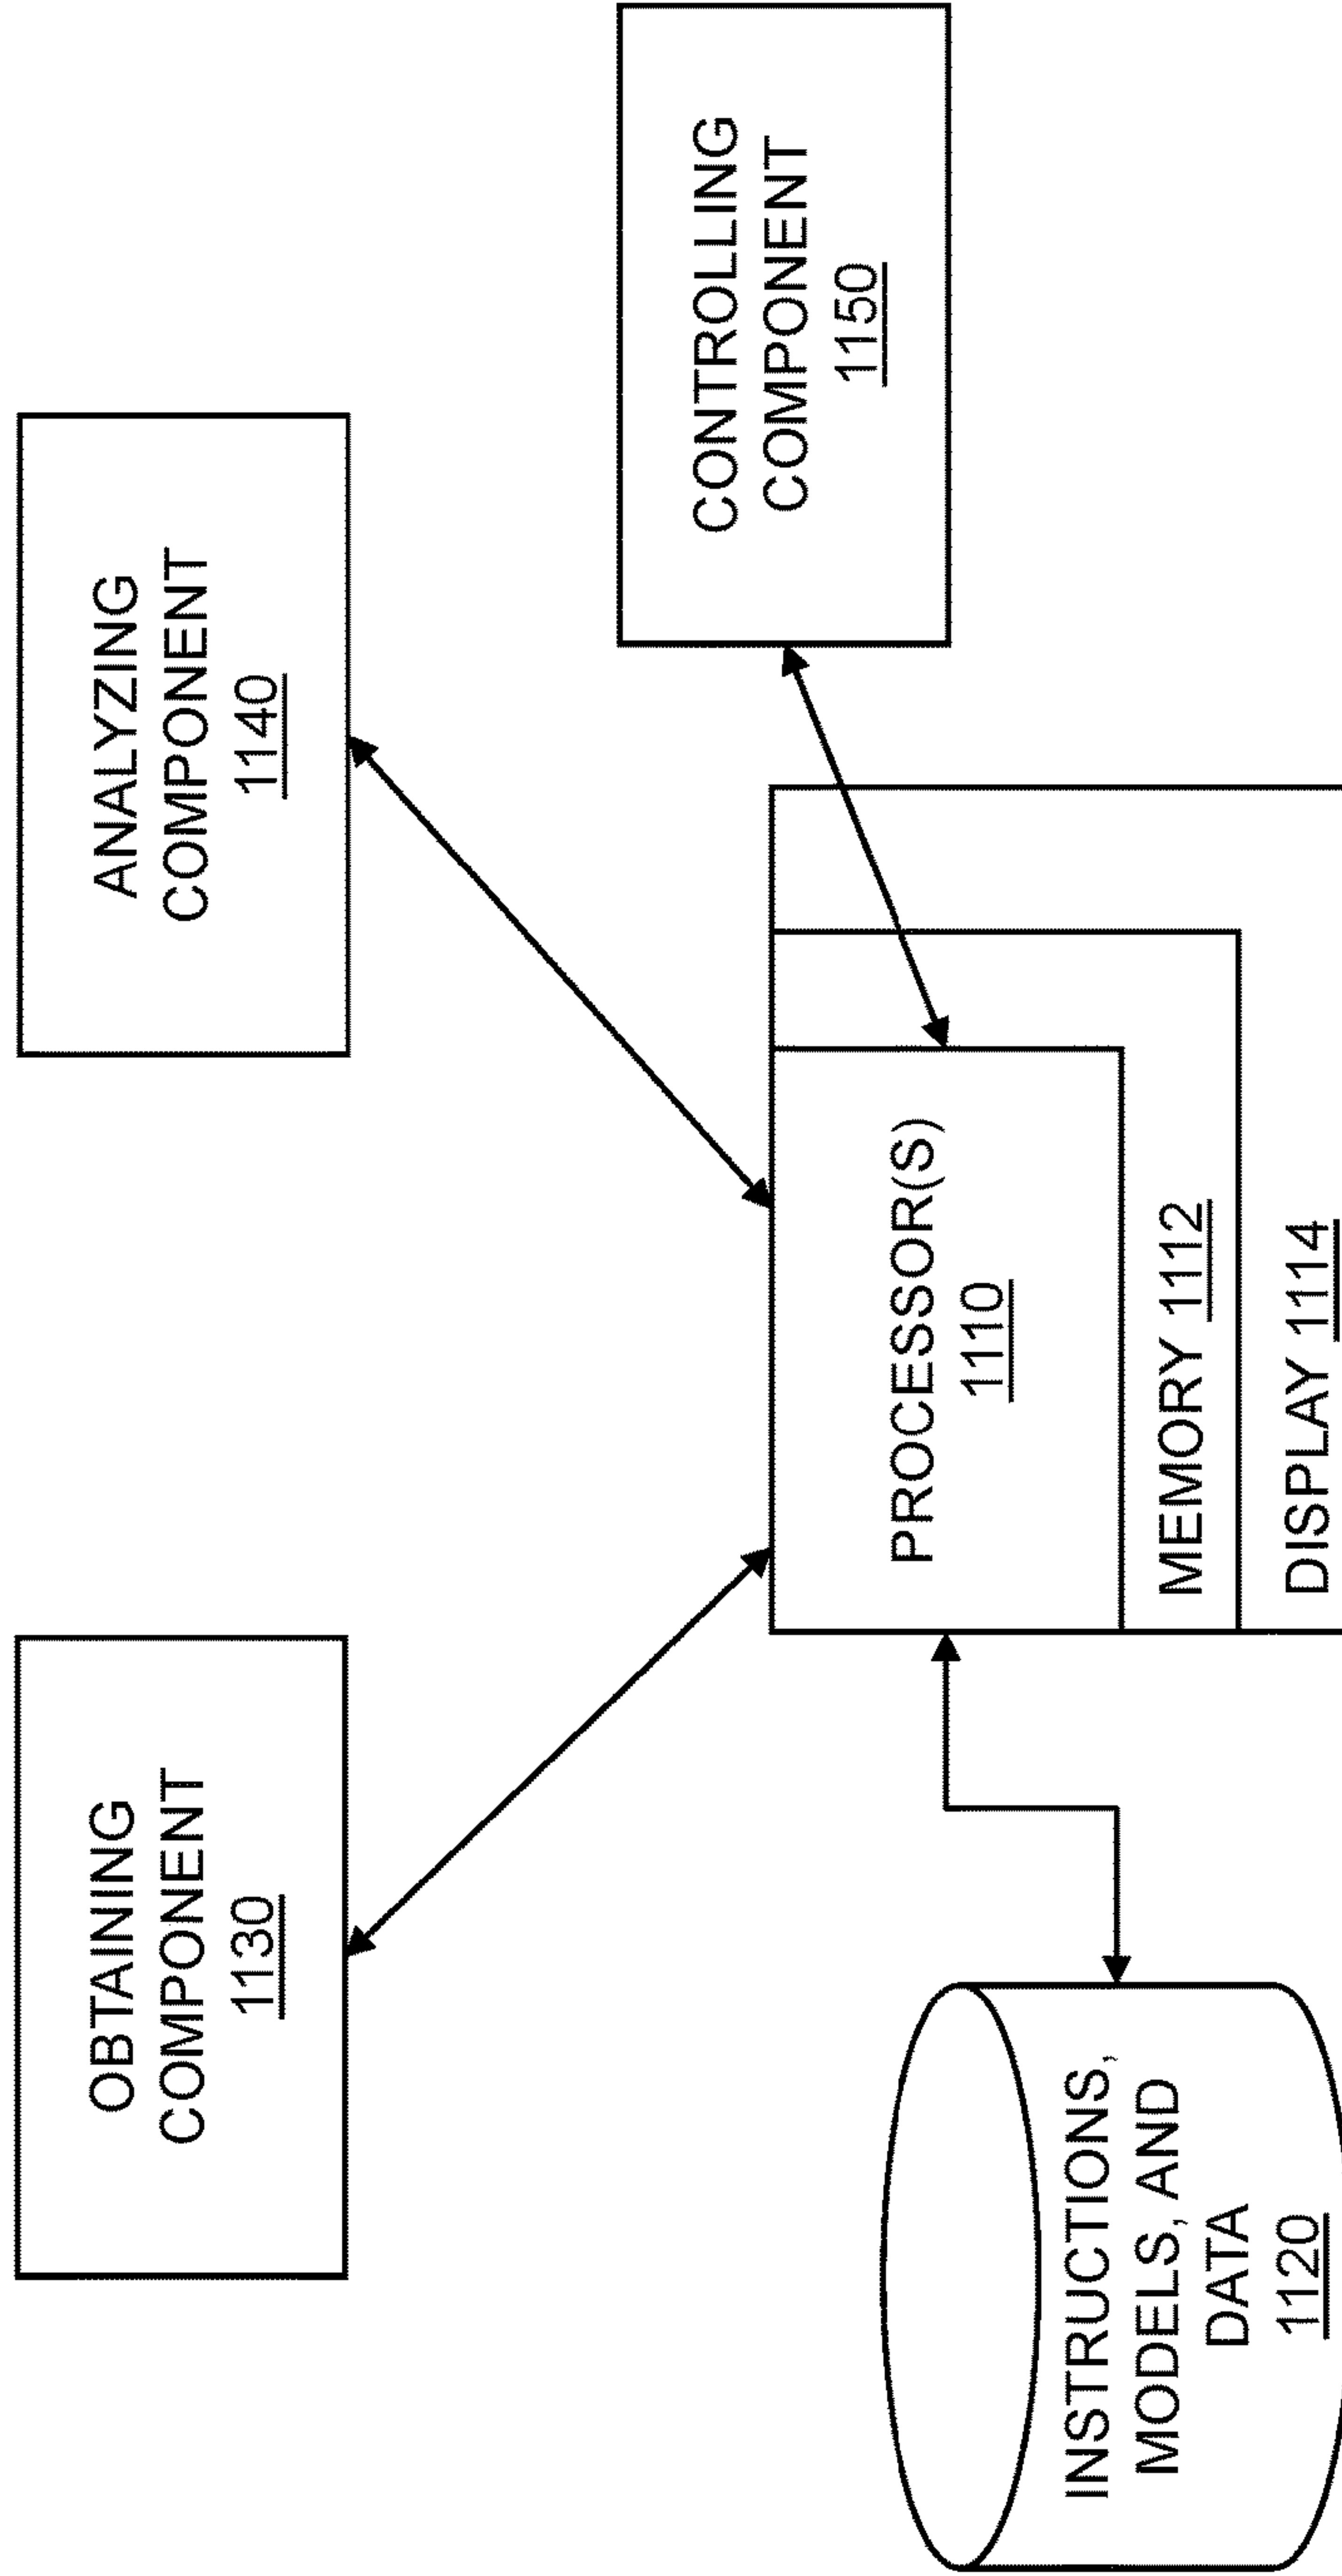 OBTAINING
COMPONENT
1130
ANALYZING
COMPONENT
1140
CONTROLLING
COMPONENT
1150
PROCESSOR(S)
1110
MEMORY 1112
DISPLAY 1114
INSTRUCTIONS,
MODELS, AND
DATA
1120